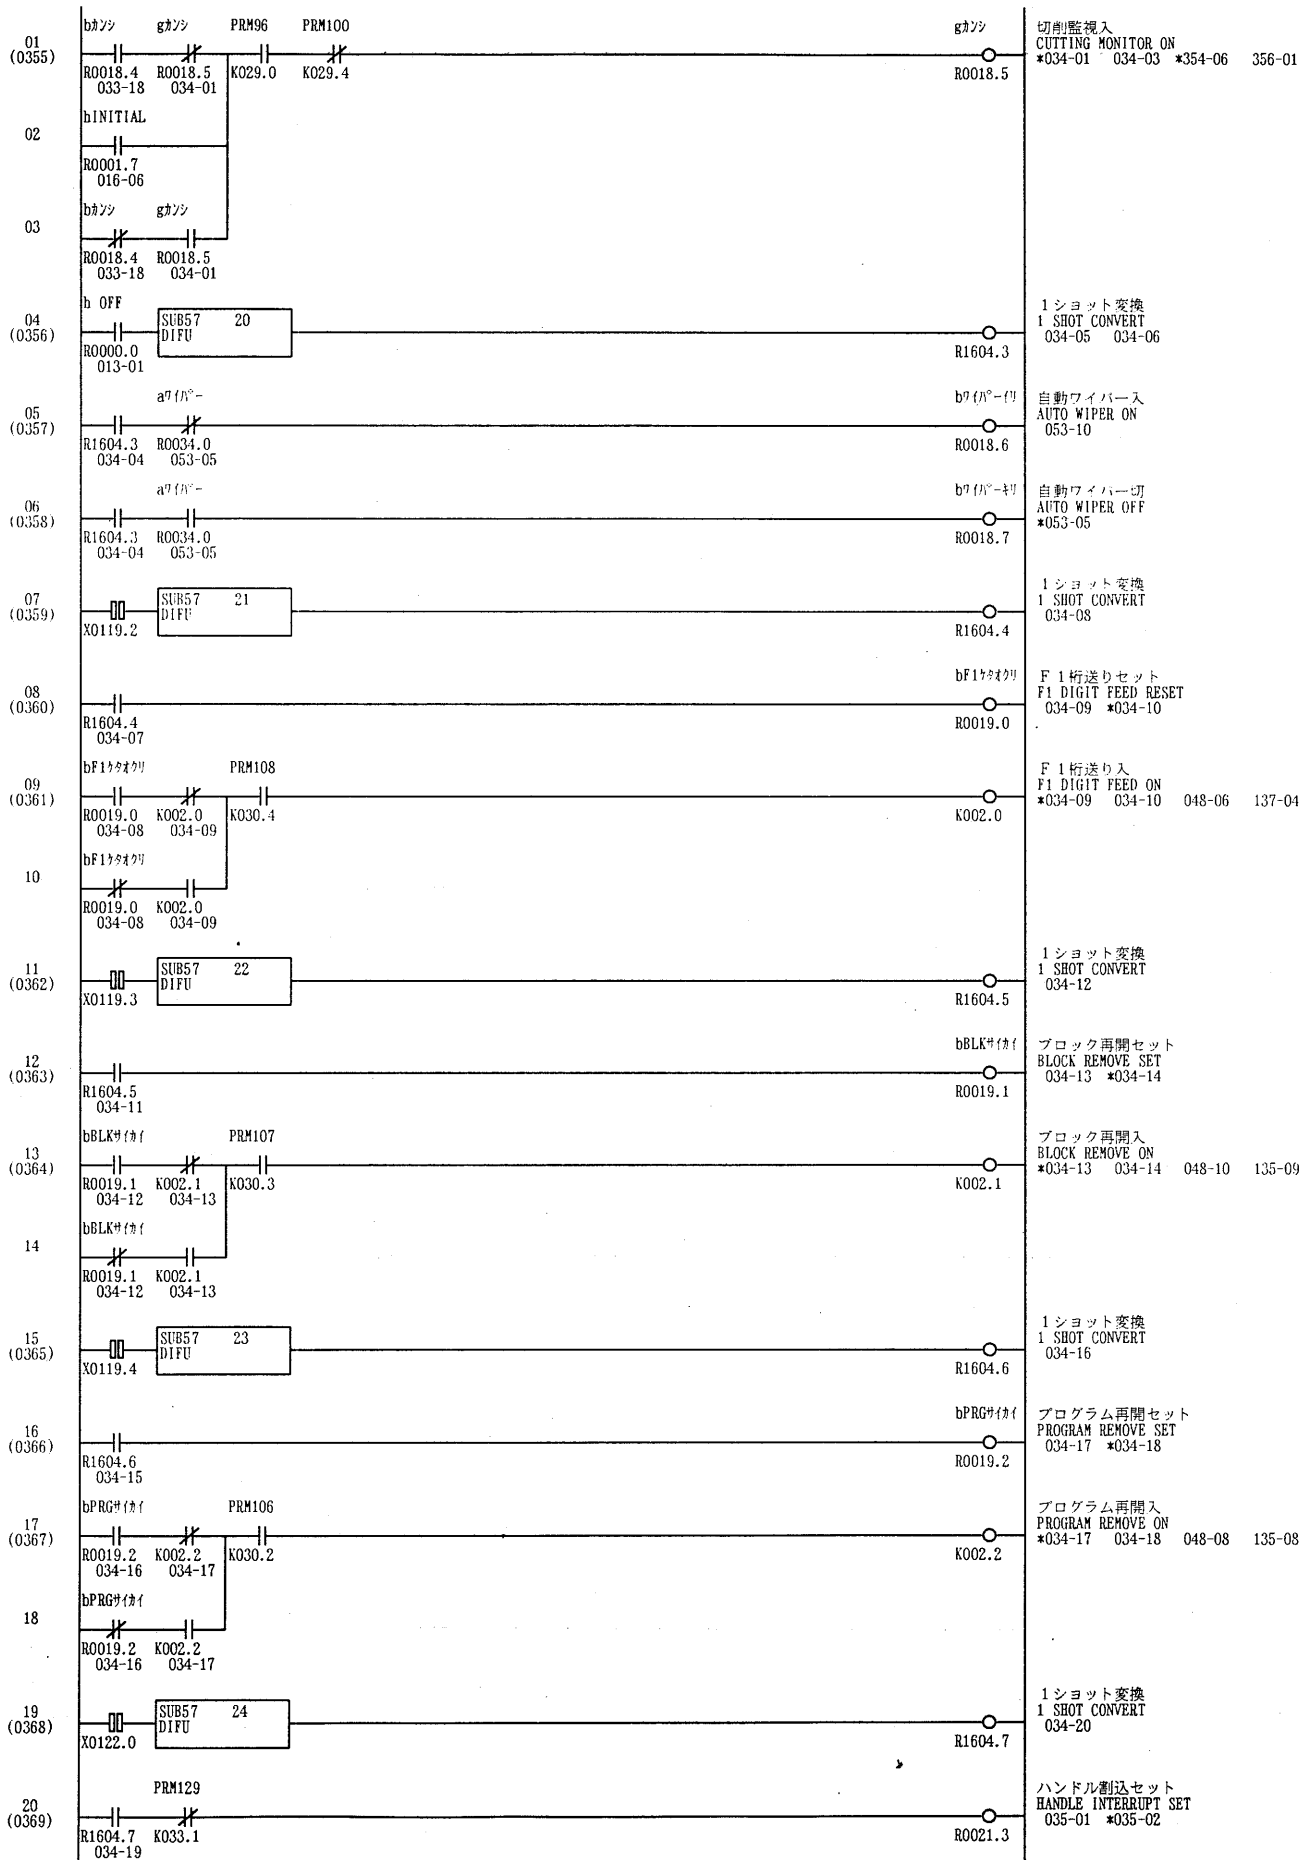 bカンシ gカンシ PRM96 PRM100 gカンシ 切削監視入
01 CUTTING MONITOR ON
(0355) *034-01 034-03 *354-06 356-01
R0018.4 R0018.5 K029.0 K029.4 R0018.5
033-18 034-01
hINITIAL
02
R0001.7
016-06
bカンシ gカンシ
03
R0018.4 R0018.5
033-18 034-01
h OFF 1ショット変換
04 SUB57 20 1 SHOT CONVERT
(0356) DIFU 034-05 034-06
R0000.0 R1604.3
013-01
aワイパー bワイパーイリ 自動ワイパー入
05 AUTO WIPER ON
(0357) 053-10
R1604.3 R0034.0 R0018.6
034-04 053-05
aワイパー bワイパーキリ 自動ワイパー切
06 AUTO WIPER OFF
(0358) *053-05
R1604.3 R0034.0 R0018.7
034-04 053-05
1ショット変換
07 SUB57 21 1 SHOT CONVERT
(0359) DIFU 034-08
X0119.2 R1604.4
bF1ケタオクリ F1桁送りセット
08 F1 DIGIT FEED RESET
(0360) 034-09 *034-10
R1604.4 R0019.0
034-07
bF1ケタオクリ PRM108 F1桁送り入
09 F1 DIGIT FEED ON
(0361) *034-09 034-10 048-06 137-04
R0019.0 K002.0 K030.4 K002.0
034-08 034-09
bF1ケタオクリ
10
R0019.0 K002.0
034-08 034-09
1ショット変換
11 SUB57 22 1 SHOT CONVERT
(0362) DIFU 034-12
X0119.3 R1604.5
bBLKサイカイ ブロック再開セット
12 BLOCK REMOVE SET
(0363) 034-13 *034-14
R1604.5 R0019.1
034-11
bBLKサイカイ PRM107 ブロック再開入
13 BLOCK REMOVE ON
(0364) *034-13 034-14 048-10 135-09
R0019.1 K002.1 K030.3 K002.1
034-12 034-13
bBLKサイカイ
14
R0019.1 K002.1
034-12 034-13
1ショット変換
15 SUB57 23 1 SHOT CONVERT
(0365) DIFU 034-16
X0119.4 R1604.6
bPRGサイカイ プログラム再開セット
16 PROGRAM REMOVE SET
(0366) 034-17 *034-18
R1604.6 R0019.2
034-15
bPRGサイカイ PRM106 プログラム再開入
17 PROGRAM REMOVE ON
(0367) *034-17 034-18 048-08 135-08
R0019.2 K002.2 K030.2 K002.2
034-16 034-17
bPRGサイカイ
18
R0019.2 K002.2
034-16 034-17
1ショット変換
19 SUB57 24 1 SHOT CONVERT
(0368) DIFU 034-20
X0122.0 R1604.7
PRM129 ハンドル割込セット
20 HANDLE INTERRUPT SET
(0369) 035-01 *035-02
R1604.7 K033.1 R0021.3
034-19